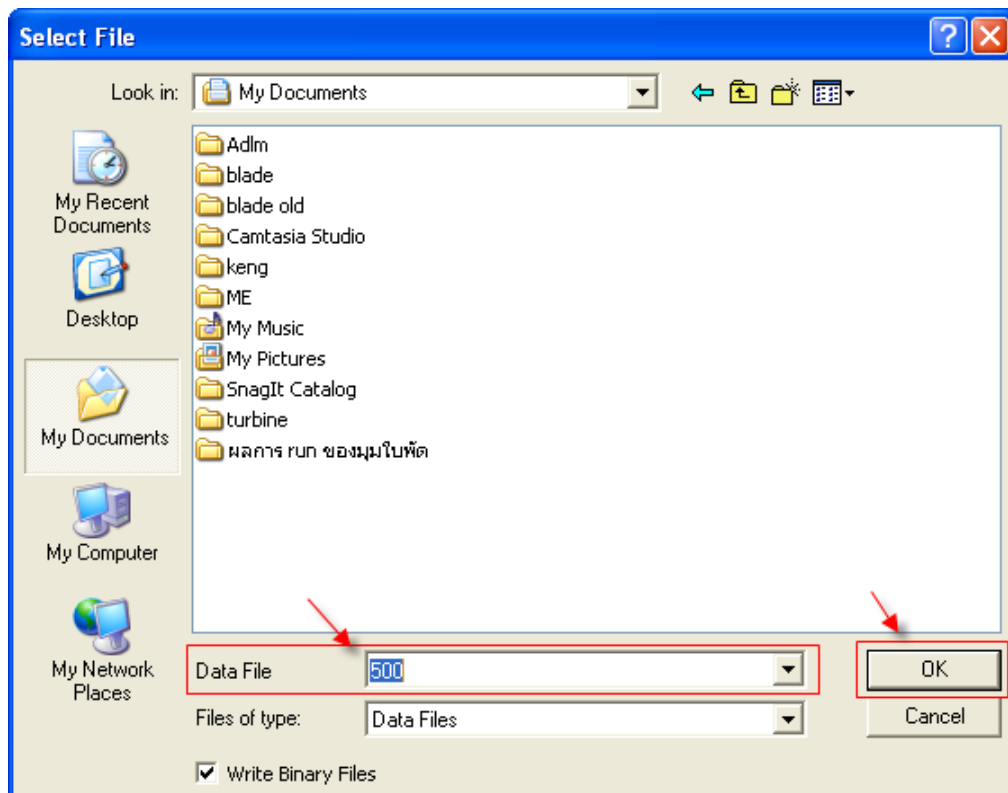 Select File
Look in: My Documents
My Recent
Documents
Desktop
My Documents
My Computer
My Network
Places
Adlm
blade
blade old
Camtasia Studio
keng
ME
My Music
My Pictures
SnagIt Catalog
turbine
ผลการ run ของมุมใบพัด
Data File 500 OK
Files of type: Data Files Cancel
Write Binary Files